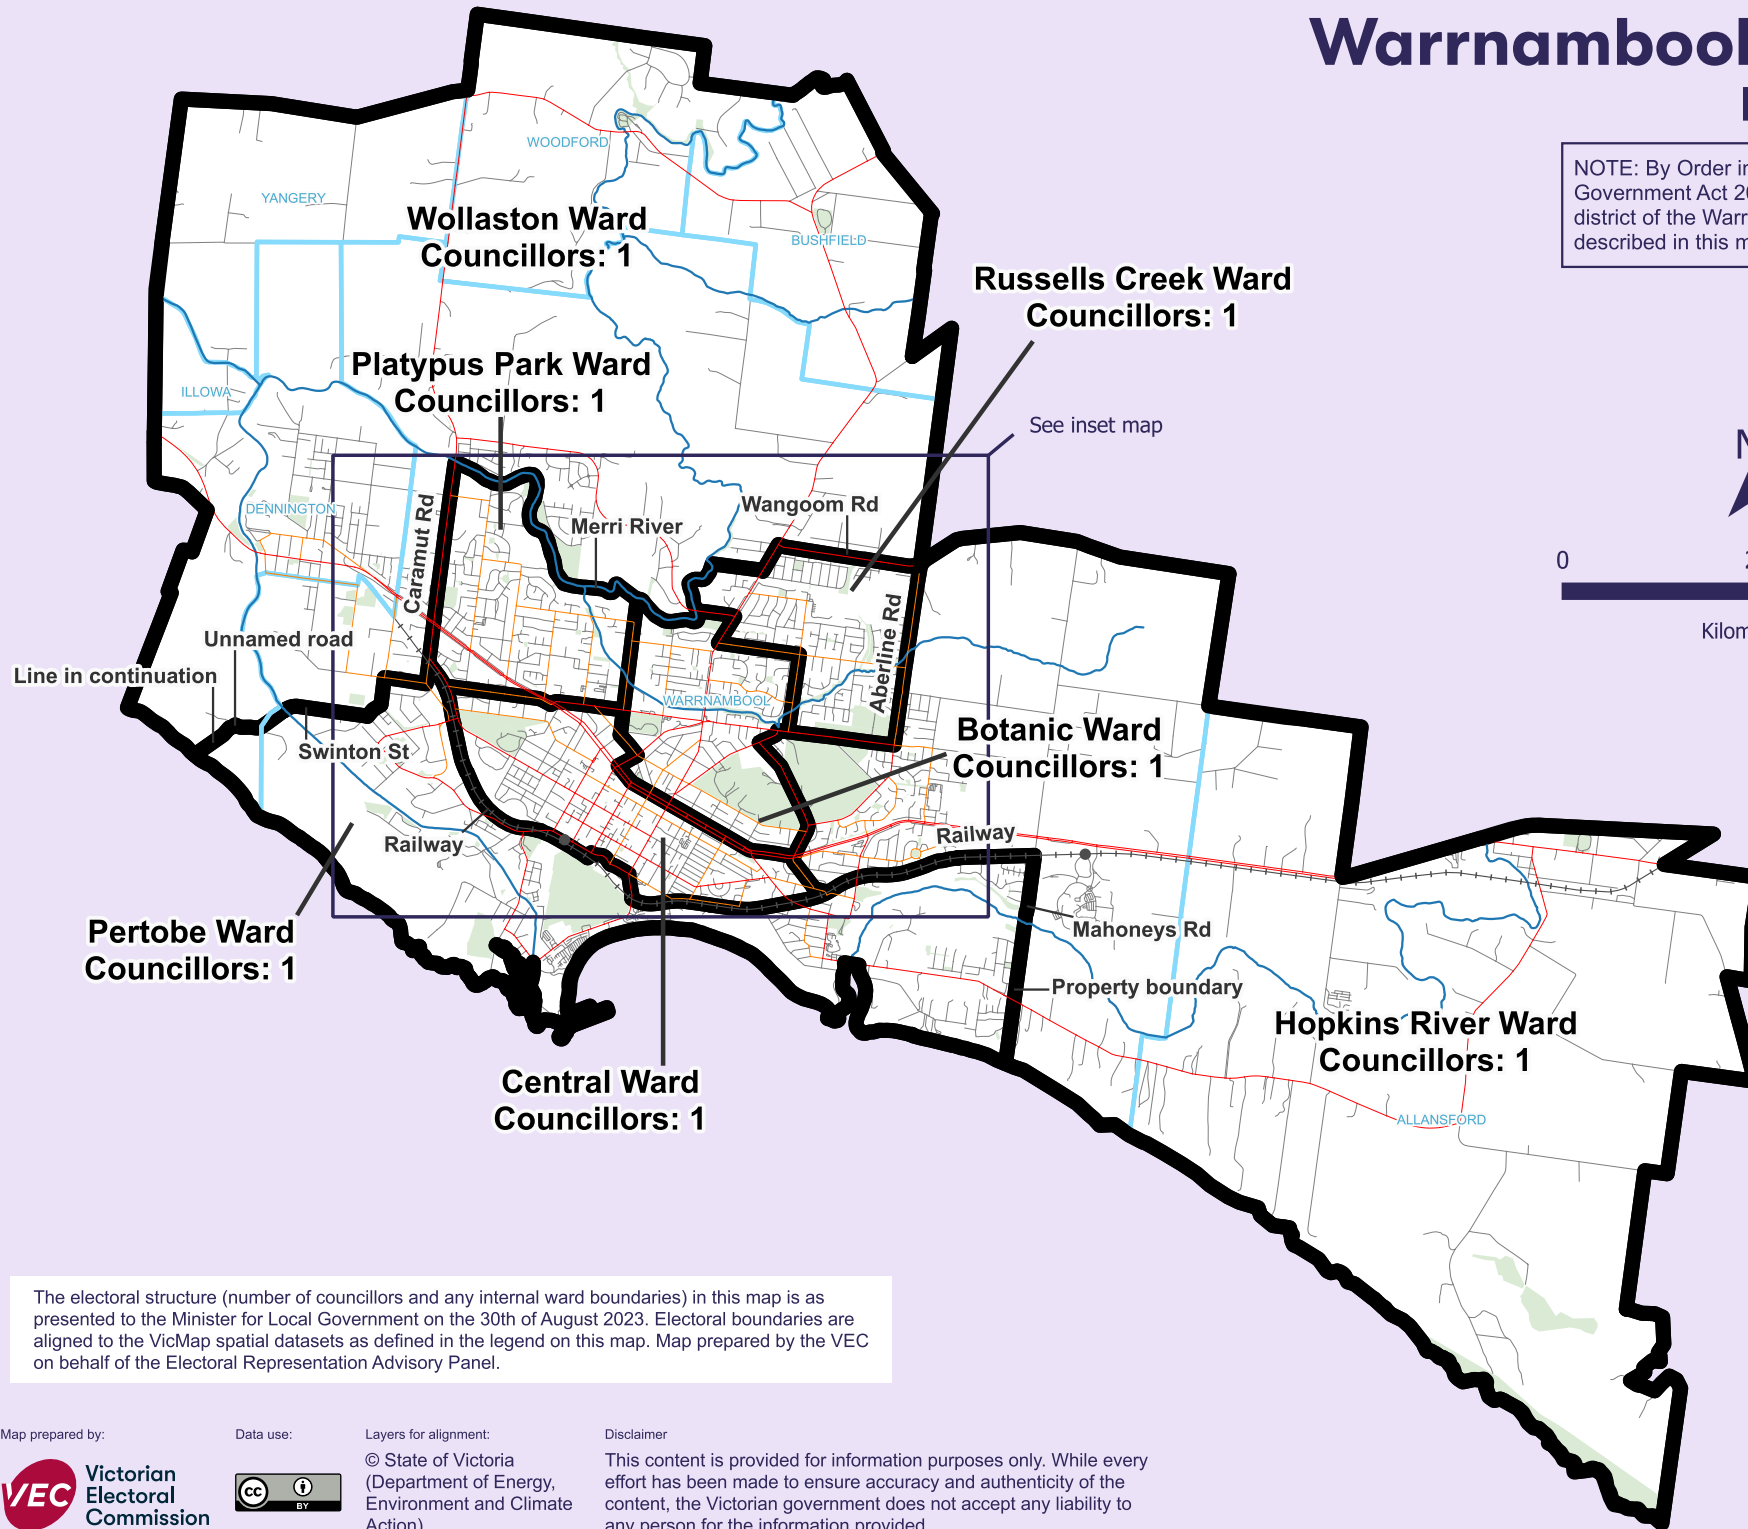 Warrnambool
NOTE: By Order in
Government Act 20
district of the Warr
described in this m
WOODFORD
YANGERY
Wollaston Ward
Councillors: 1
BUSHFIELD
Russells Creek Ward
Councillors: 1
Platypus Park Ward
Councillors: 1
ILLOWA
See inset map
N
Wangoom Rd
DENNINGTON
Merri River
Caramut Rd
0
Kilom
Aberline Rd
Unnamed road
Line in continuation
WARRNAMBOOL
Botanic Ward
Councillors: 1
Swinton St
Railway
Railway
Pertobe Ward
Councillors: 1
Mahoneys Rd
Property boundary
Hopkins River Ward
Councillors: 1
Central Ward
Councillors: 1
ALLANSFORD
The electoral structure (number of councillors and any internal ward boundaries) in this map is as
presented to the Minister for Local Government on the 30th of August 2023. Electoral boundaries are
aligned to the VicMap spatial datasets as defined in the legend on this map. Map prepared by the VEC
on behalf of the Electoral Representation Advisory Panel.
Map prepared by:
VEC
Victorian
Electoral
Commission
Data use:
cc
BY
Layers for alignment:
© State of Victoria
(Department of Energy,
Environment and Climate
Action)
Disclaimer
This content is provided for information purposes only. While every
effort has been made to ensure accuracy and authenticity of the
content, the Victorian government does not accept any liability to
any person for the information provided.